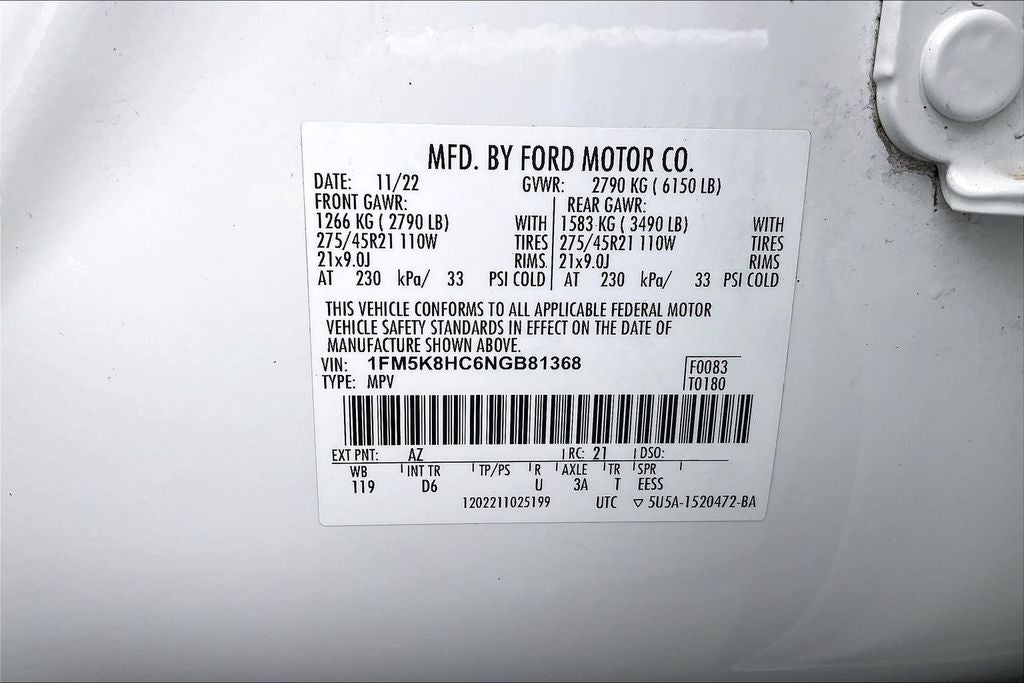 MFD. BY FORD MOTOR CO.
DATE: 11/22 GVWR: 2790 KG ( 6150 LB)
FRONT GAWR: REAR GAWR:
1266 KG ( 2790 LB) WITH 1583 KG ( 3490 LB) WITH
275/45R21 110W TIRES 275/45R21 110W TIRES
21x9.0J RIMS 21x9.0J RIMS
AT 230 kPa/ 33 PSI COLD AT 230 kPa/ 33 PSI COLD
THIS VEHICLE CONFORMS TO ALL APPLICABLE FEDERAL MOTOR
VEHICLE SAFETY STANDARDS IN EFFECT ON THE DATE OF
MANUFACTURE SHOWN ABOVE.
VIN: 1FM5K8HC6NGB81368 F0083
TYPE: MPV T0180
EXT PNT: AZ RC: 21 DSO:
WB INT TR TP/PS R AXLE TR SPR
119 D6 U 3A T EESS
1202211025199 UTC ▽ 5U5A-1520472-BA